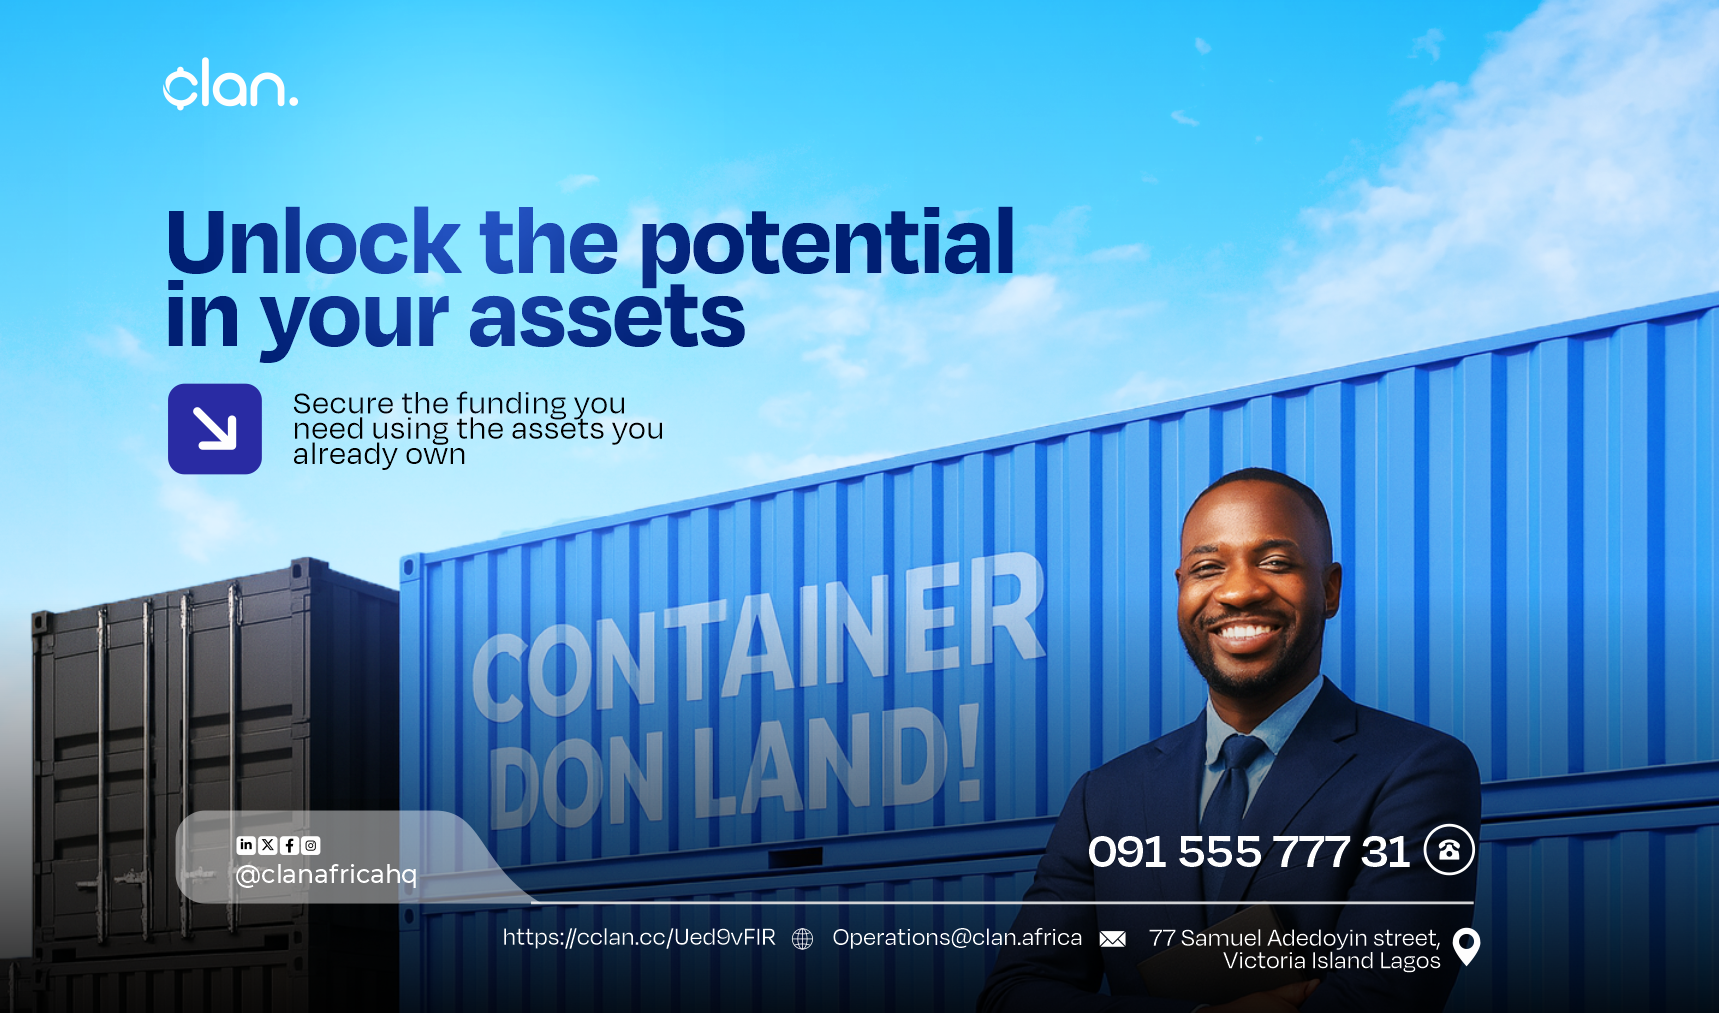 clan.
Unlock the potential
in your assets
Secure the funding you
need using the assets you
already own
CONTAINER
DON LAND!
@clanafricahq
091 555 777 31
https://cclan.cc/Ued9vFIR
Operations@clan.africa
77 Samuel Adedoyin street,
Victoria Island Lagos